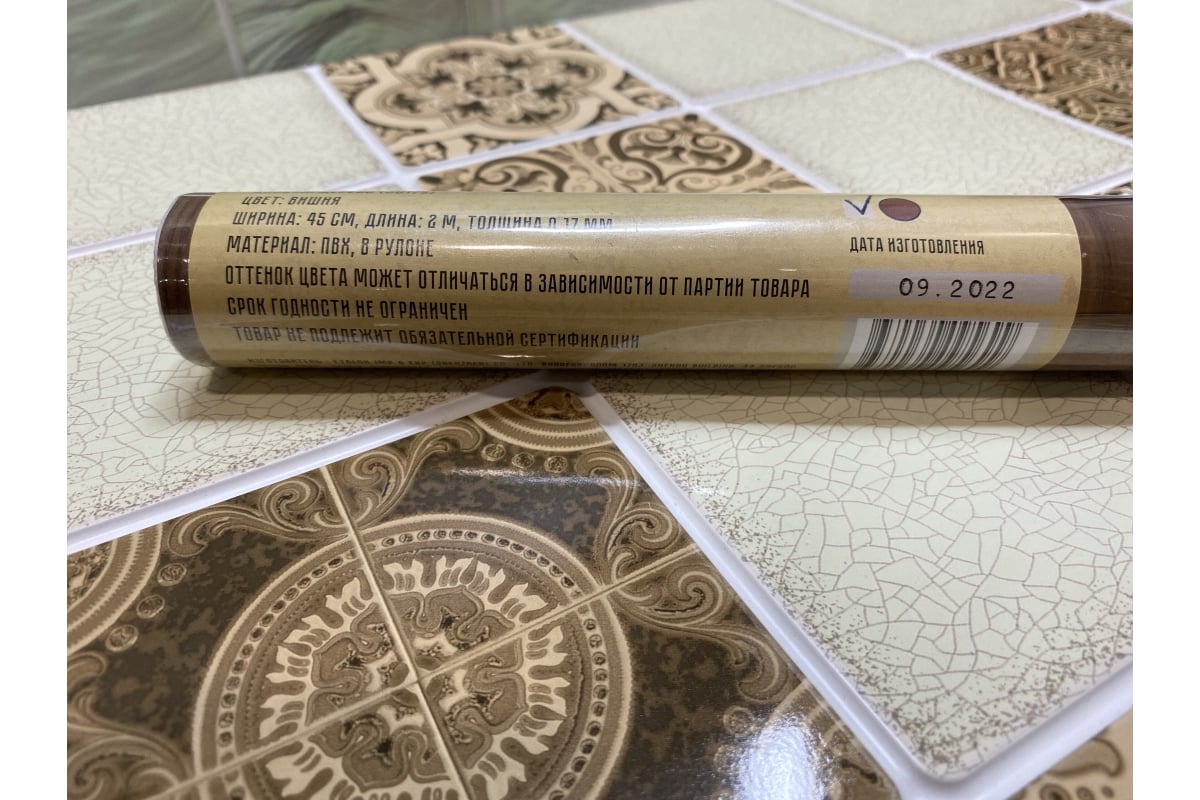 ЦВЕТ: ВИШНЯ
ШИРИНА: 45 СМ, ДЛИНА: 2 М, ТОЛЩИНА 0,17 ММ
МАТЕРИАЛ: ПВХ, В РУЛОНЕ
ОТТЕНОК ЦВЕТА МОЖЕТ ОТЛИЧАТЬСЯ В ЗАВИСИМОСТИ ОТ ПАРТИИ ТОВАРА
СРОК ГОДНОСТИ НЕ ОГРАНИЧЕН
ТОВАР НЕ ПОДЛЕЖИТ ОБЯЗАТЕЛЬНОЙ СЕРТИФИКАЦИИ
ИЗГОТОВИТЕЛЬ:
ДАТА ИЗГОТОВЛЕНИЯ
09.2022